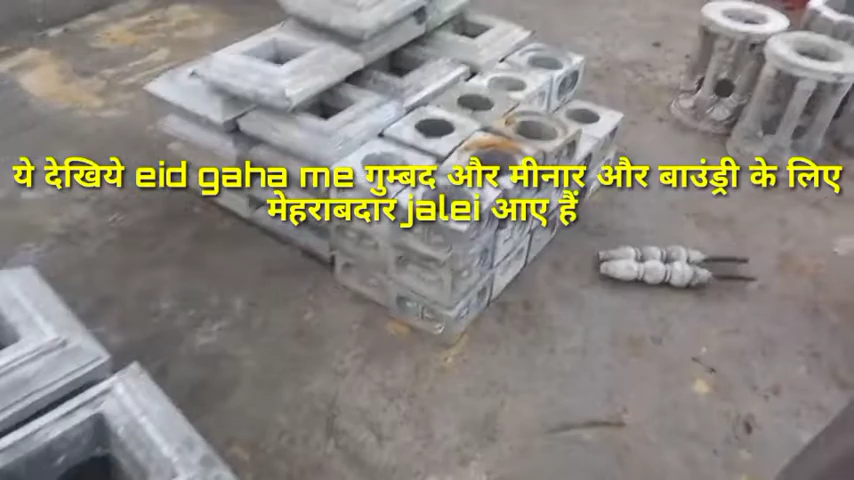 ये देखिये eid gaha me गुम्बद और मीनार और बाउंड्री के लिए
मेहराबदार jalei आए हैं